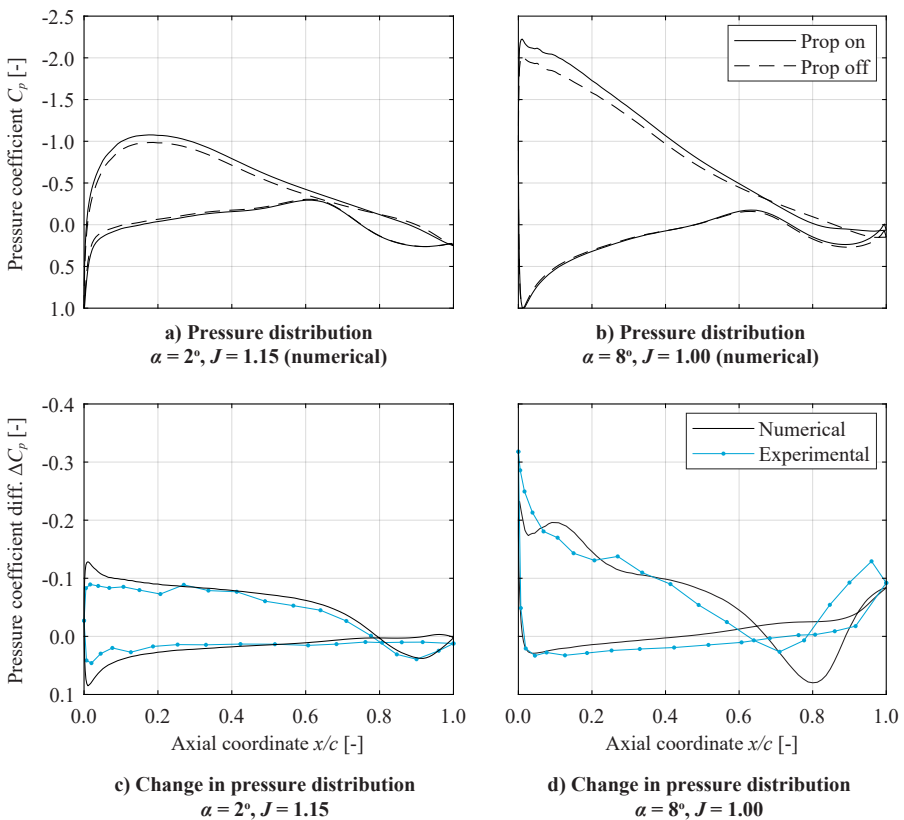 Pressure coefficient Cp [-]
-2.5
-2.0
-1.5
-1.0
-0.5
0.0
0.5
1.0
Prop on
Prop off
a) Pressure distribution
α = 2º, J = 1.15 (numerical)
b) Pressure distribution
α = 8º, J = 1.00 (numerical)
Pressure coefficient diff. ΔCp [-]
-0.4
-0.3
-0.2
-0.1
0.0
0.1
0.0 0.2 0.4 0.6 0.8 1.0
Axial coordinate x/c [-]
Numerical
Experimental
0.0 0.2 0.4 0.6 0.8 1.0
Axial coordinate x/c [-]
c) Change in pressure distribution
α = 2º, J = 1.15
d) Change in pressure distribution
α = 8º, J = 1.00